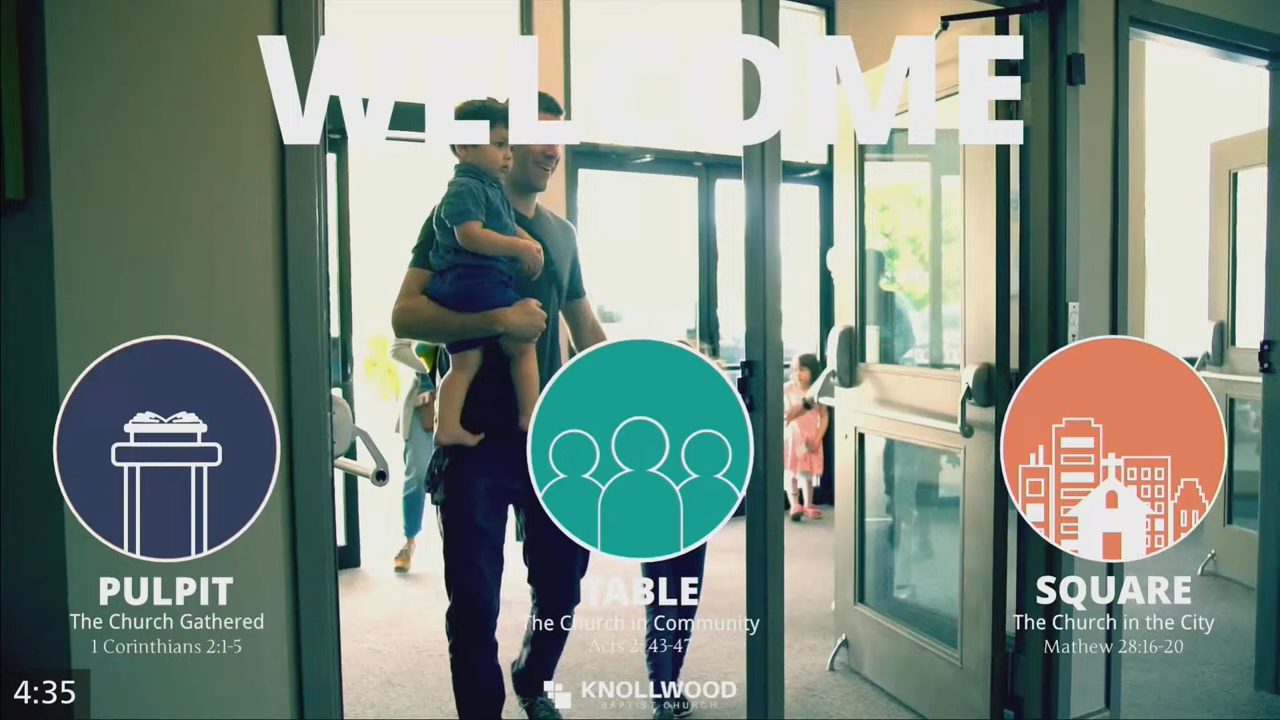 WELCOME
PULPIT
The Church Gathered
1 Corinthians 2:1-5
TABLE
The Church in Community
Acts 2:43-47
SQUARE
The Church in the City
Mathew 28:16-20
4:35
KNOLLWOOD
BAPTIST CHURCH